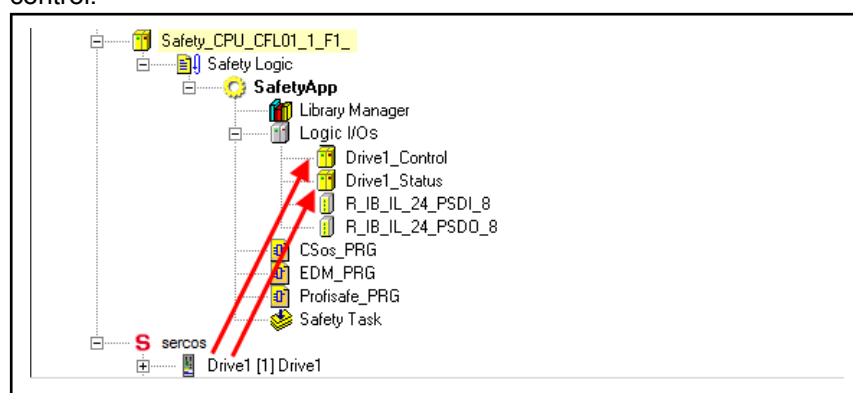 control.
Safety_CPU_CFL01_1_F1_
Safety Logic
SafetyApp
Library Manager
Logic I/Os
Drive1_Control
Drive1_Status
R_IB_IL_24_PSDI_8
R_IB_IL_24_PSDO_8
CSos_PRG
EDM_PRG
Profisafe_PRG
Safety Task
S sercos
Drive1 [1] Drive1